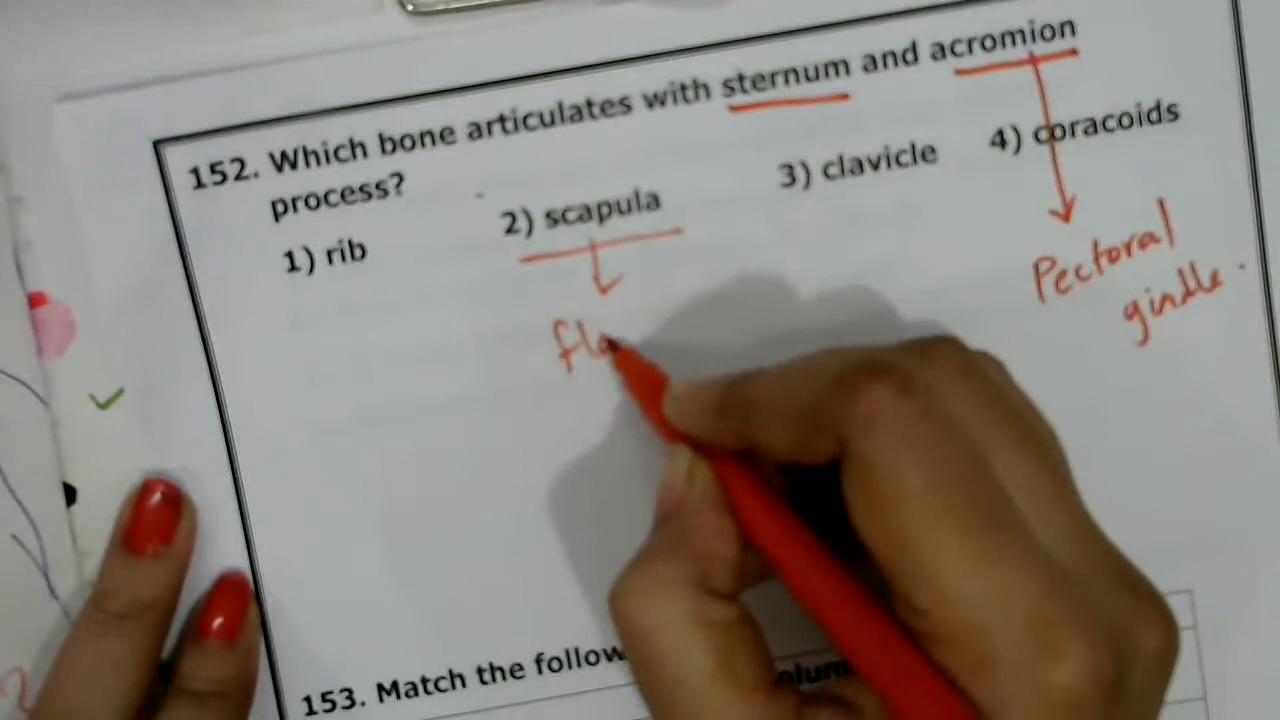 152. Which bone articulates with sternum and acromion
process?
1) rib 2) scapula 3) clavicle 4) coracoids
Pectoral
girdle.
153. Match the follow